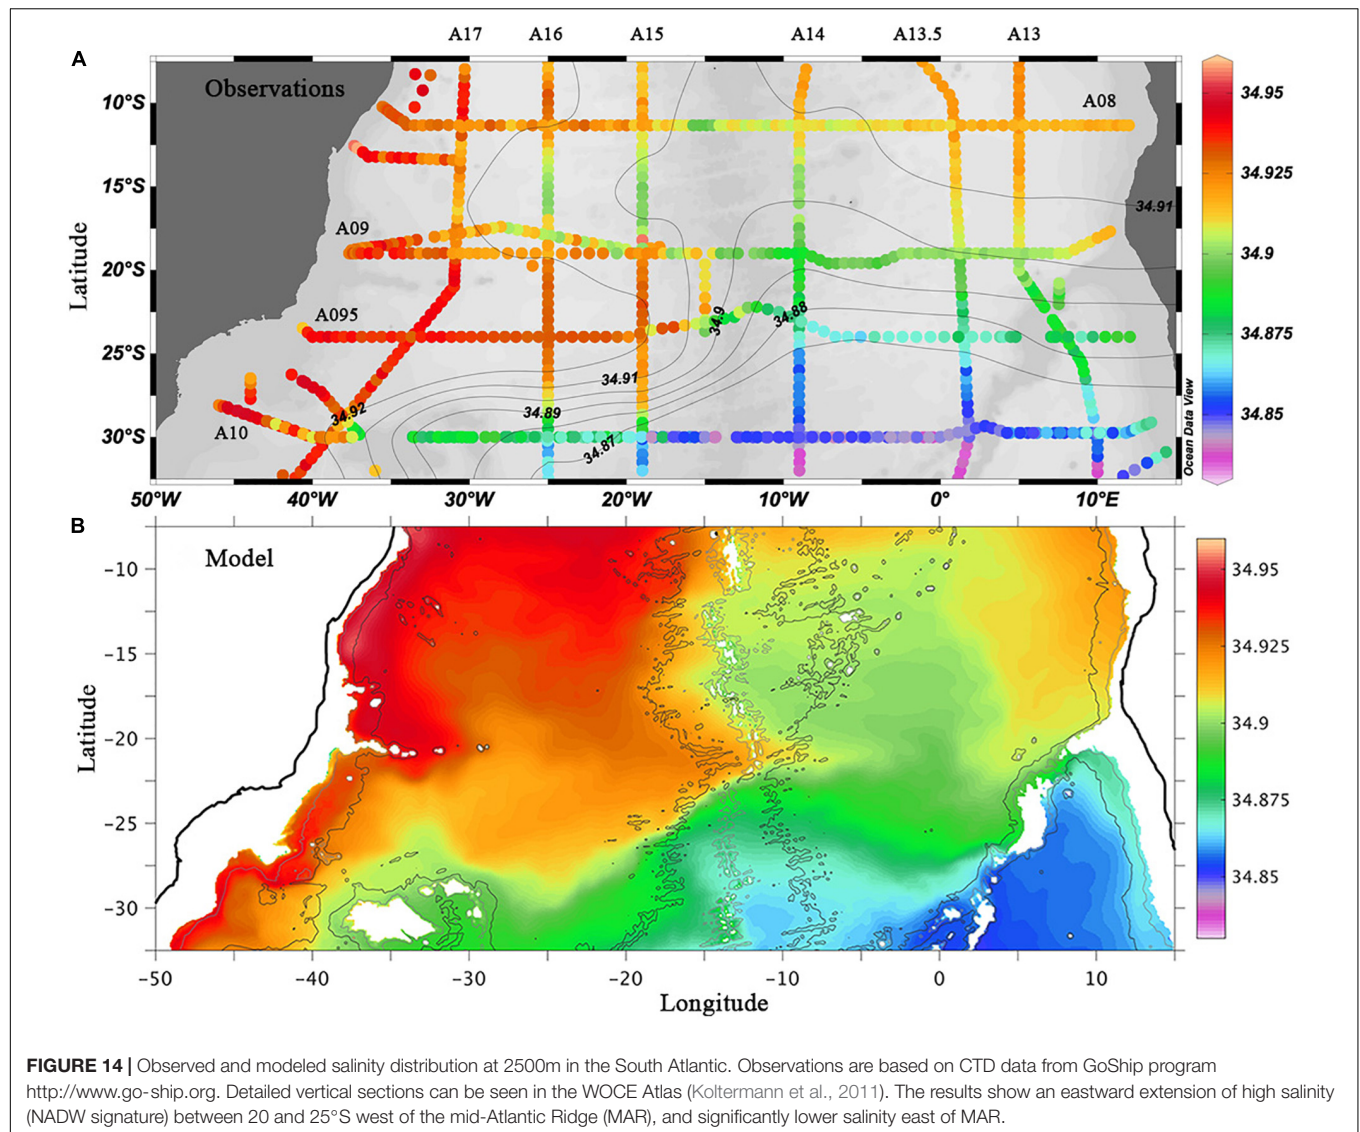 A17 A16 A15 A14 A13.5 A13
A
Observations
A08
10°S
15°S
20°S
25°S
30°S
Latitude
A09
A095
A10
34.91
34.9
34.88
34.91
34.92
34.89
34.87
Ocean Data View
34.95
34.925
34.9
34.875
34.85
50°W 40°W 30°W 20°W 10°W 0° 10°E
B
Model
-10
-15
-20
-25
-30
Latitude
34.95
34.925
34.9
34.875
34.85
-50 -40 -30 -20 -10 0 10
Longitude
FIGURE 14 | Observed and modeled salinity distribution at 2500m in the South Atlantic. Observations are based on CTD data from GoShip program
http://www.go-ship.org. Detailed vertical sections can be seen in the WOCE Atlas (Koltermann et al., 2011). The results show an eastward extension of high salinity
(NADW signature) between 20 and 25°S west of the mid-Atlantic Ridge (MAR), and significantly lower salinity east of MAR.